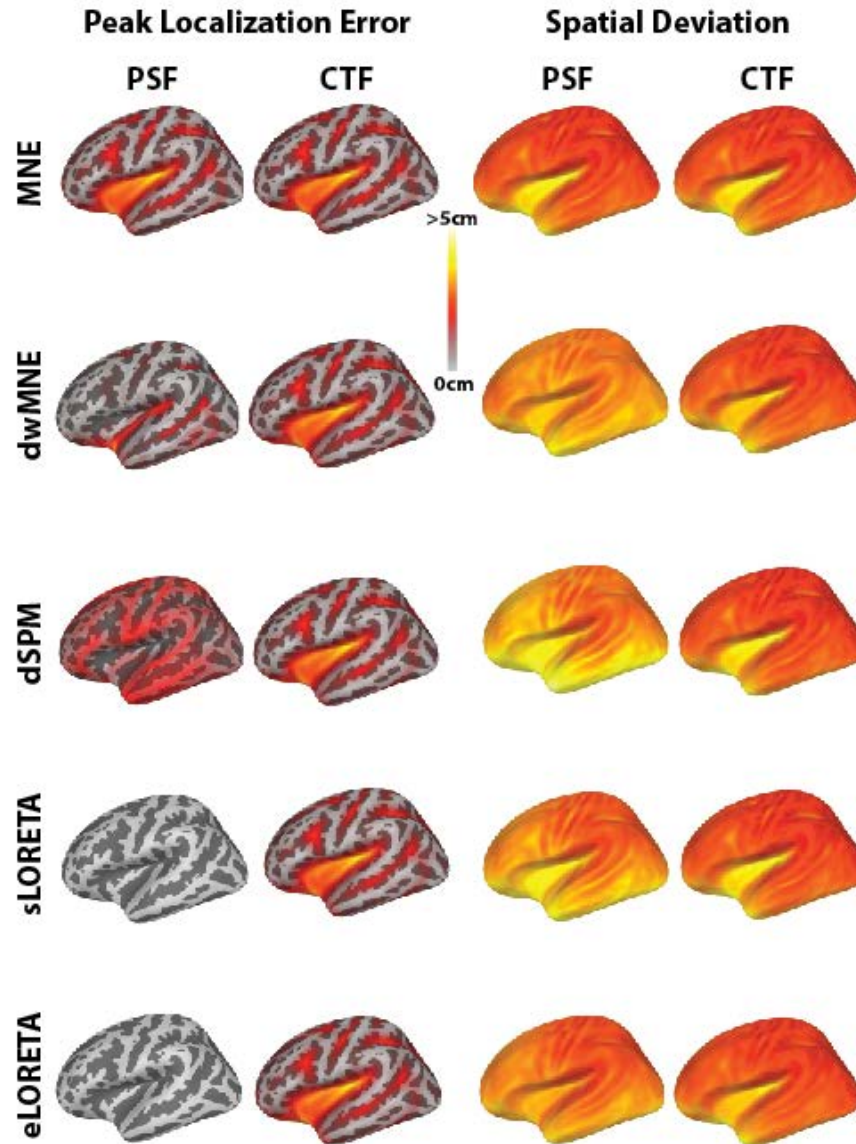 Peak Localization Error Spatial Deviation
PSF CTF PSF CTF
MNE
>5cm
0cm
dwMNE
dSPM
sLORETA
eLORETA